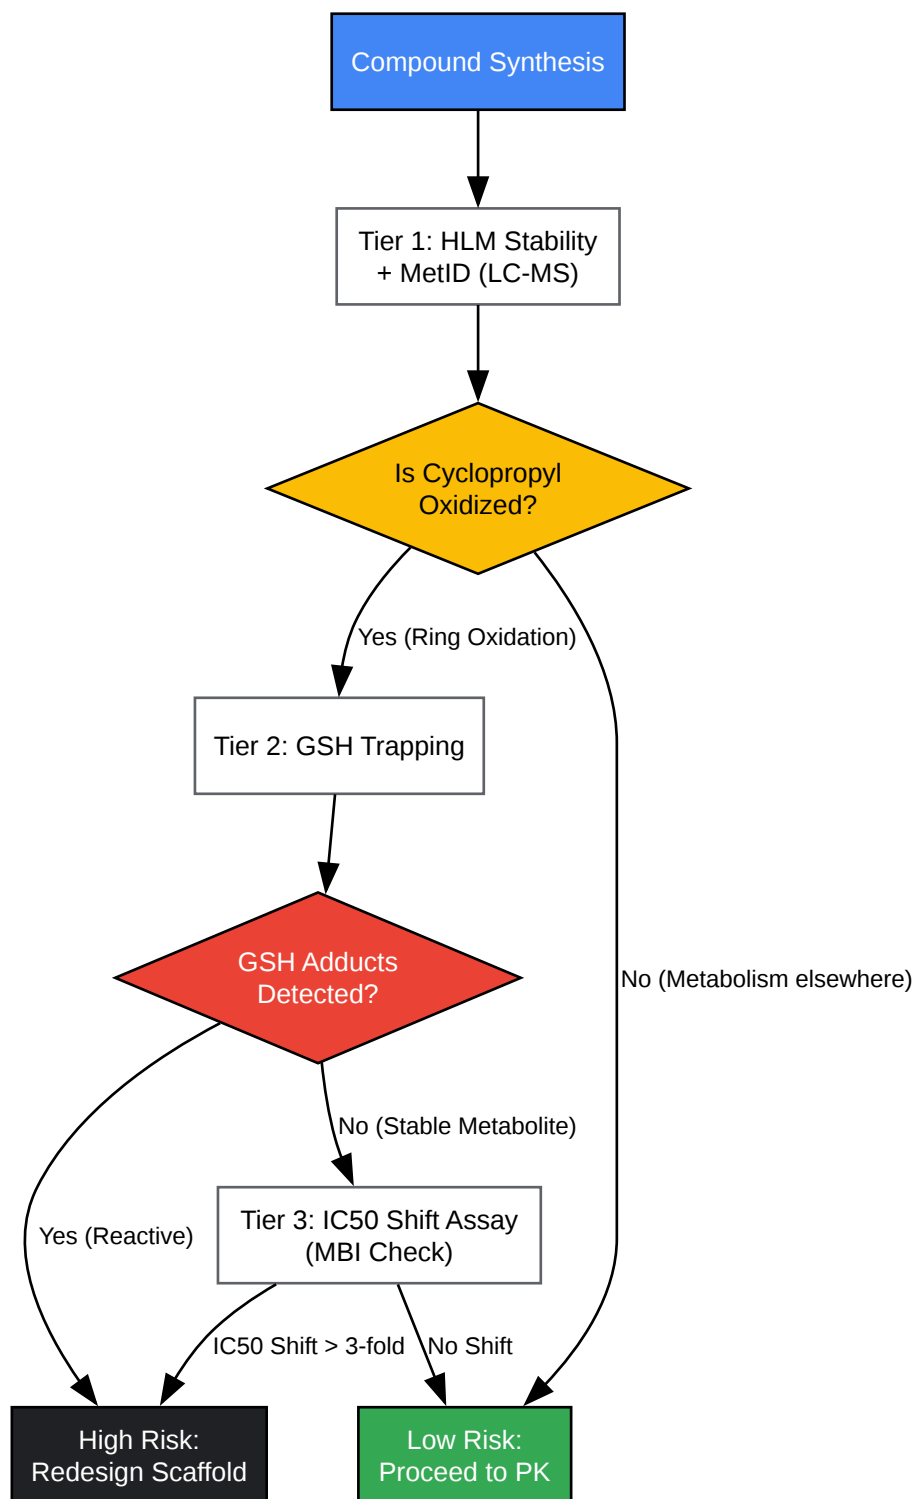 Compound Synthesis
Tier 1: HLM Stability
+ MetID (LC-MS)
Is Cyclopropyl
Oxidized?
Yes (Ring Oxidation)
Tier 2: GSH Trapping
GSH Adducts
Detected?
No (Metabolism elsewhere)
No (Stable Metabolite)
Tier 3: IC50 Shift Assay
(MBI Check)
Yes (Reactive)
IC50 Shift > 3-fold
No Shift
High Risk:
Redesign Scaffold
Low Risk:
Proceed to PK